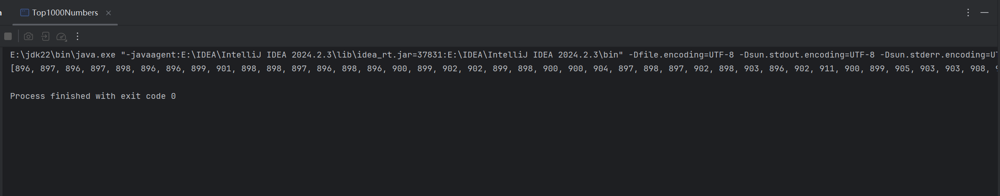 Top1000Numbers
E:\jdk22\bin\java.exe "-javaagent:E:\IDEA\IntelliJ IDEA 2024.2.3\lib\idea_rt.jar=37831:E:\IDEA\IntelliJ IDEA 2024.2.3\bin" -Dfile.encoding=UTF-8 -Dsun.stdout.encoding=UTF-8 -Dsun.stderr.encoding=
[896, 897, 896, 897, 898, 896, 896, 899, 901, 898, 898, 897, 896, 898, 896, 900, 899, 902, 902, 899, 898, 900, 900, 904, 897, 898, 897, 902, 898, 903, 896, 902, 911, 900, 899, 905, 903, 903, 908,
Process finished with exit code 0